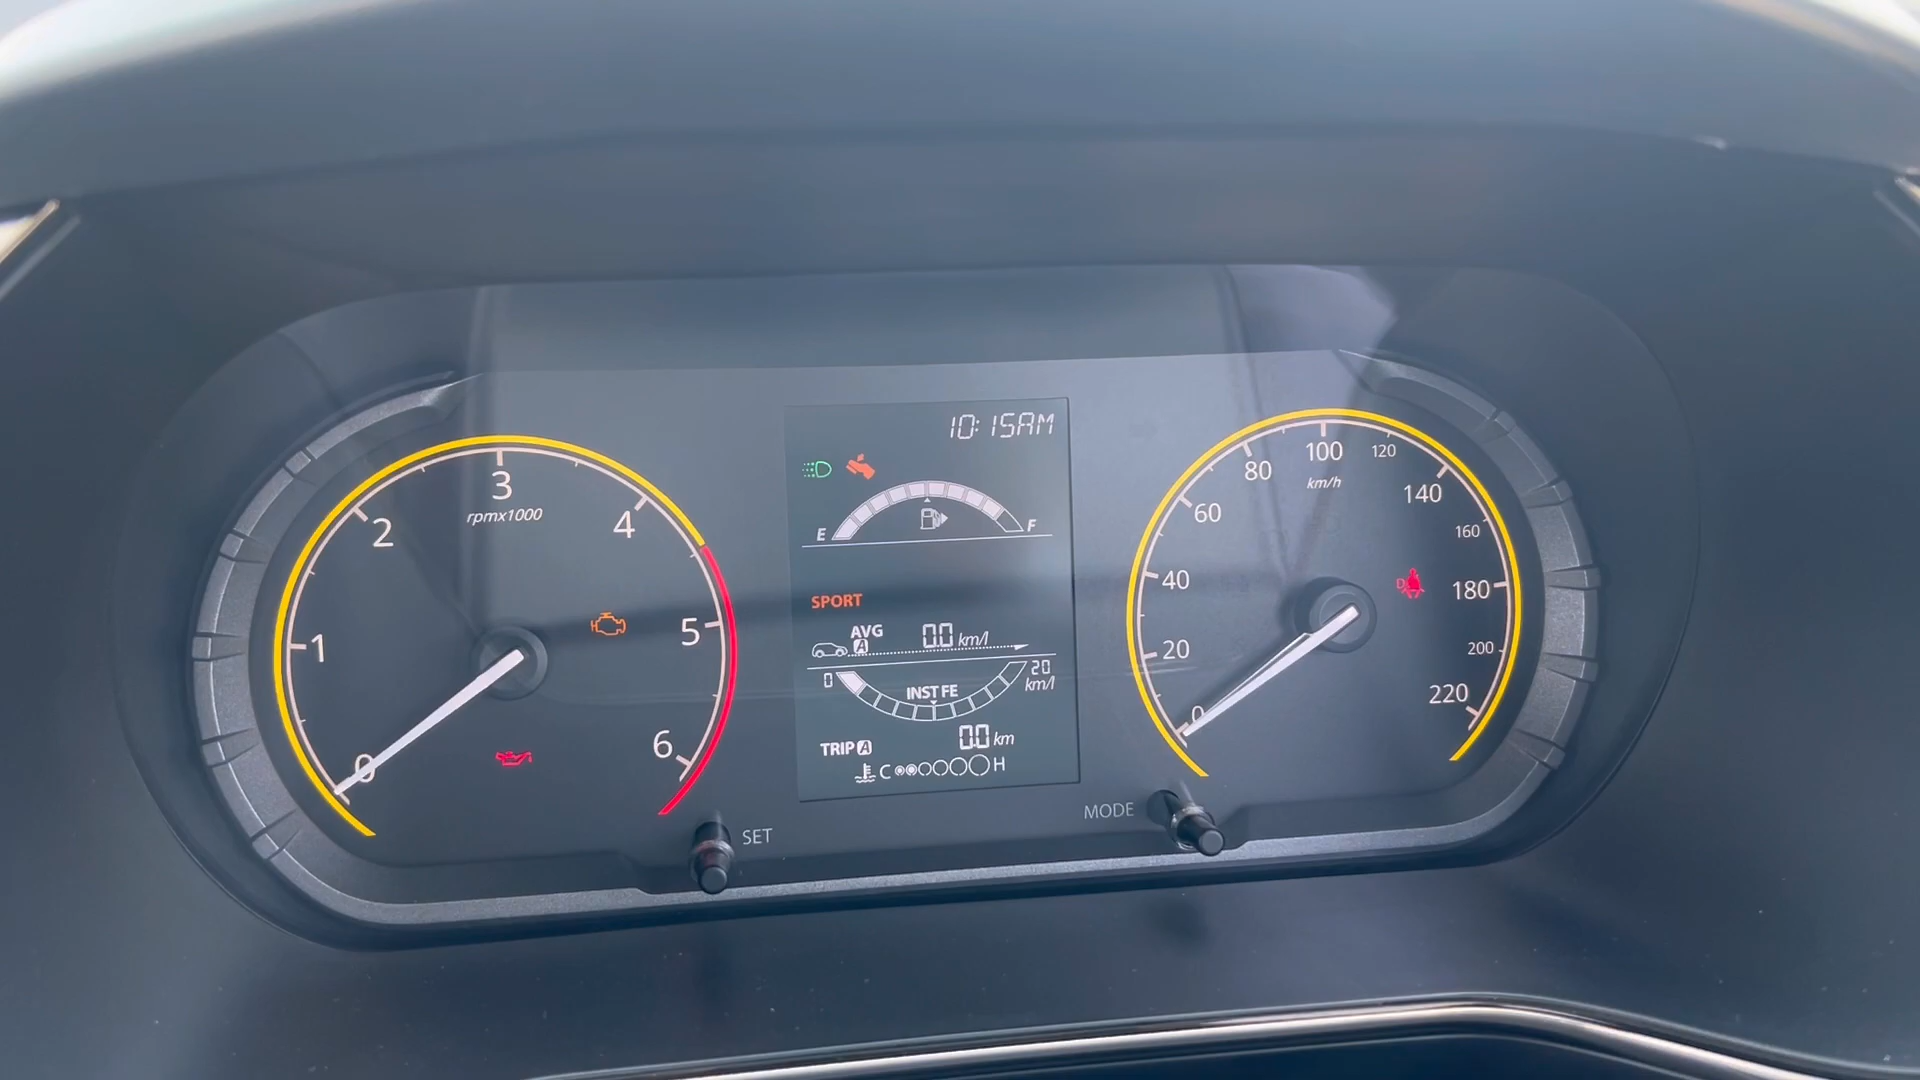 0
1
2
3
4
5
6
rpmx1000
SET
10:15AM
E
F
SPORT
AVG
A
0.0 km/l
0
20
km/l
INST FE
TRIP A
0.0 km
C
H
MODE
0
20
40
60
80
100
120
140
160
180
200
220
km/h
D